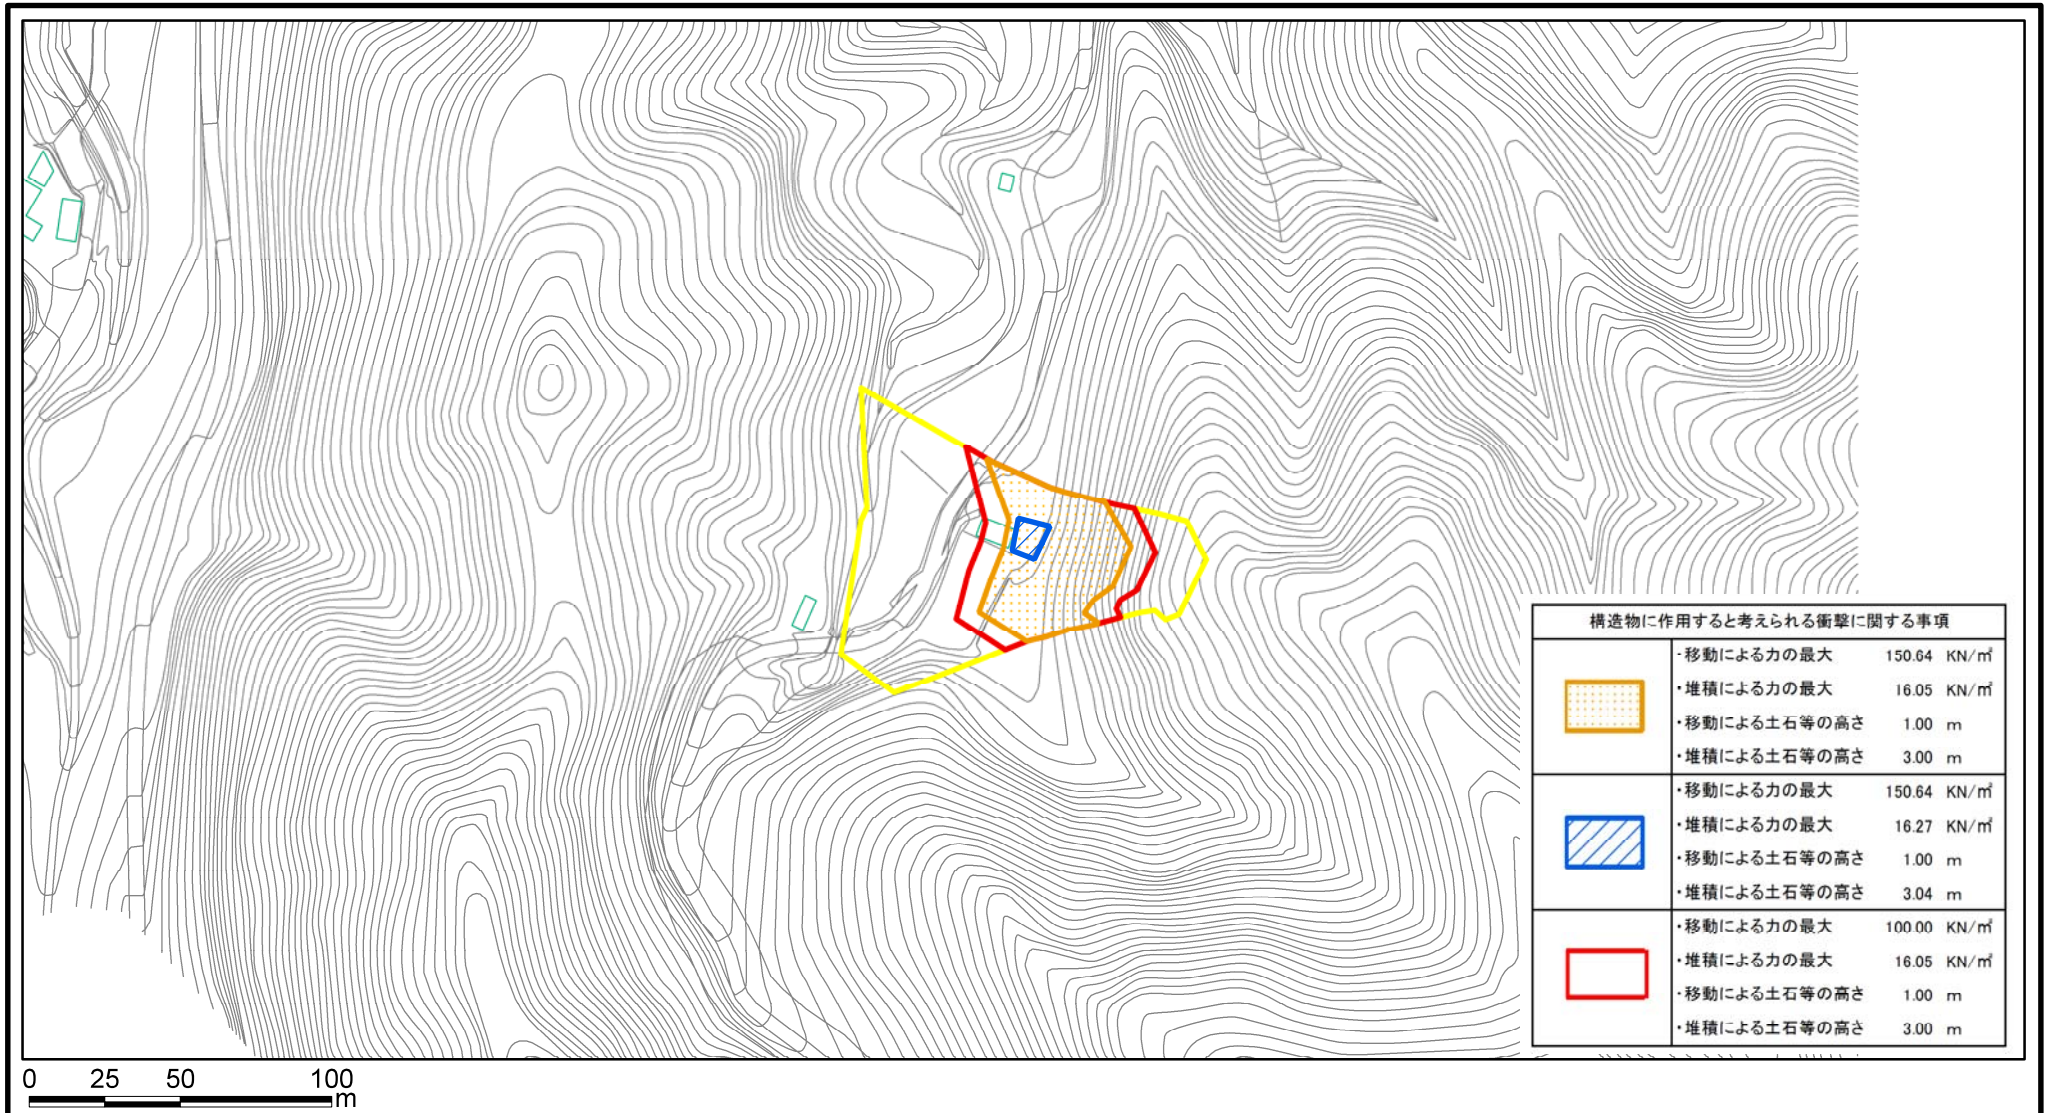 構造物に作用すると考えられる衝撃に関する事項
・移動による力の最大 150.64 KN/㎡
・堆積による力の最大 16.05 KN/㎡
・移動による土石等の高さ 1.00 m
・堆積による土石等の高さ 3.00 m
・移動による力の最大 150.64 KN/㎡
・堆積による力の最大 16.27 KN/㎡
・移動による土石等の高さ 1.00 m
・堆積による土石等の高さ 3.04 m
・移動による力の最大 100.00 KN/㎡
・堆積による力の最大 16.05 KN/㎡
・移動による土石等の高さ 1.00 m
・堆積による土石等の高さ 3.00 m
0 25 50 100
m